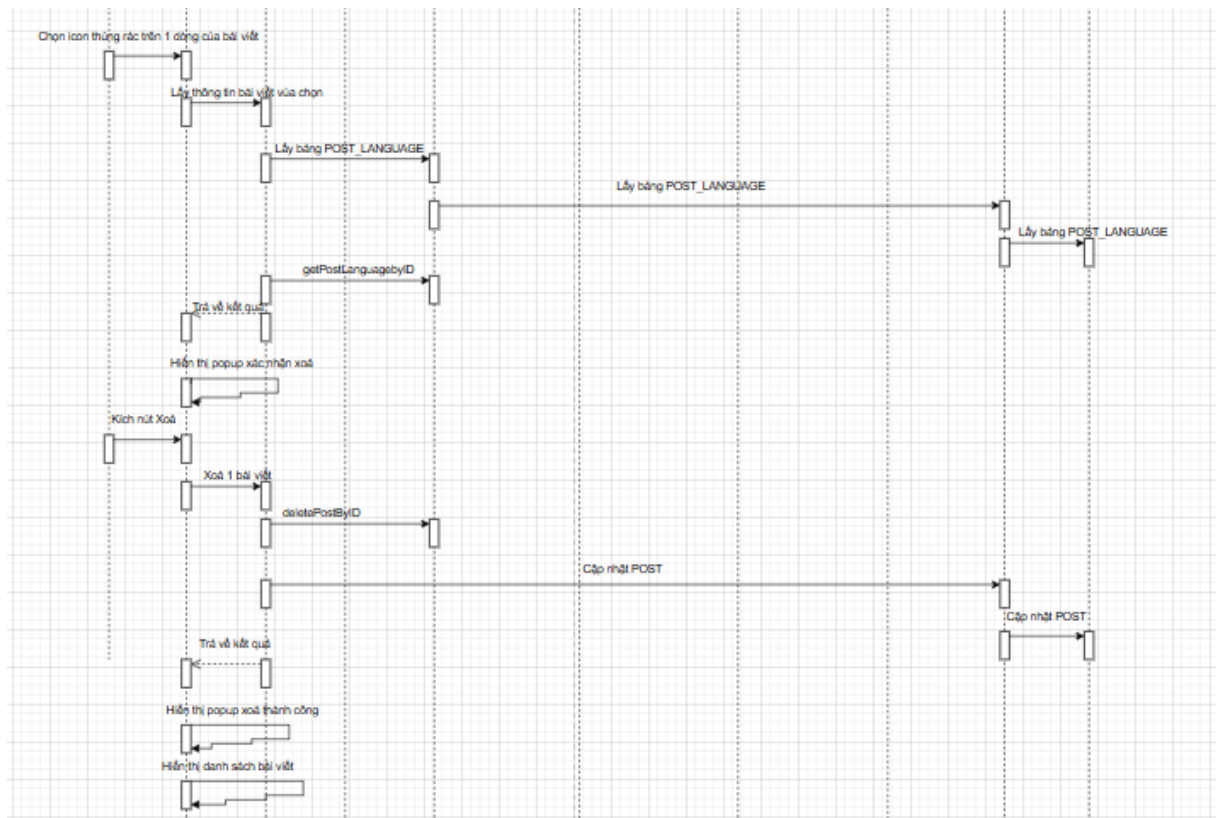 Chọn icon thùng rác trên 1 dòng của bài viết
Lấy thông tin bài viết vừa chọn
Lấy bảng POST_LANGUAGE
Lấy bảng POST_LANGUAGE
Lấy bảng POST_LANGUAGE
getPostLanguagebyID
Trả về kết quả
Hiển thị popup xác nhận xoá
Kích nút Xoá
Xoá 1 bài viết
deletePostByID
Cập nhật POST
Cập nhật POST
Trả về kết quả
Hiển thị popup xoá thành công
Hiển thị danh sách bài viết